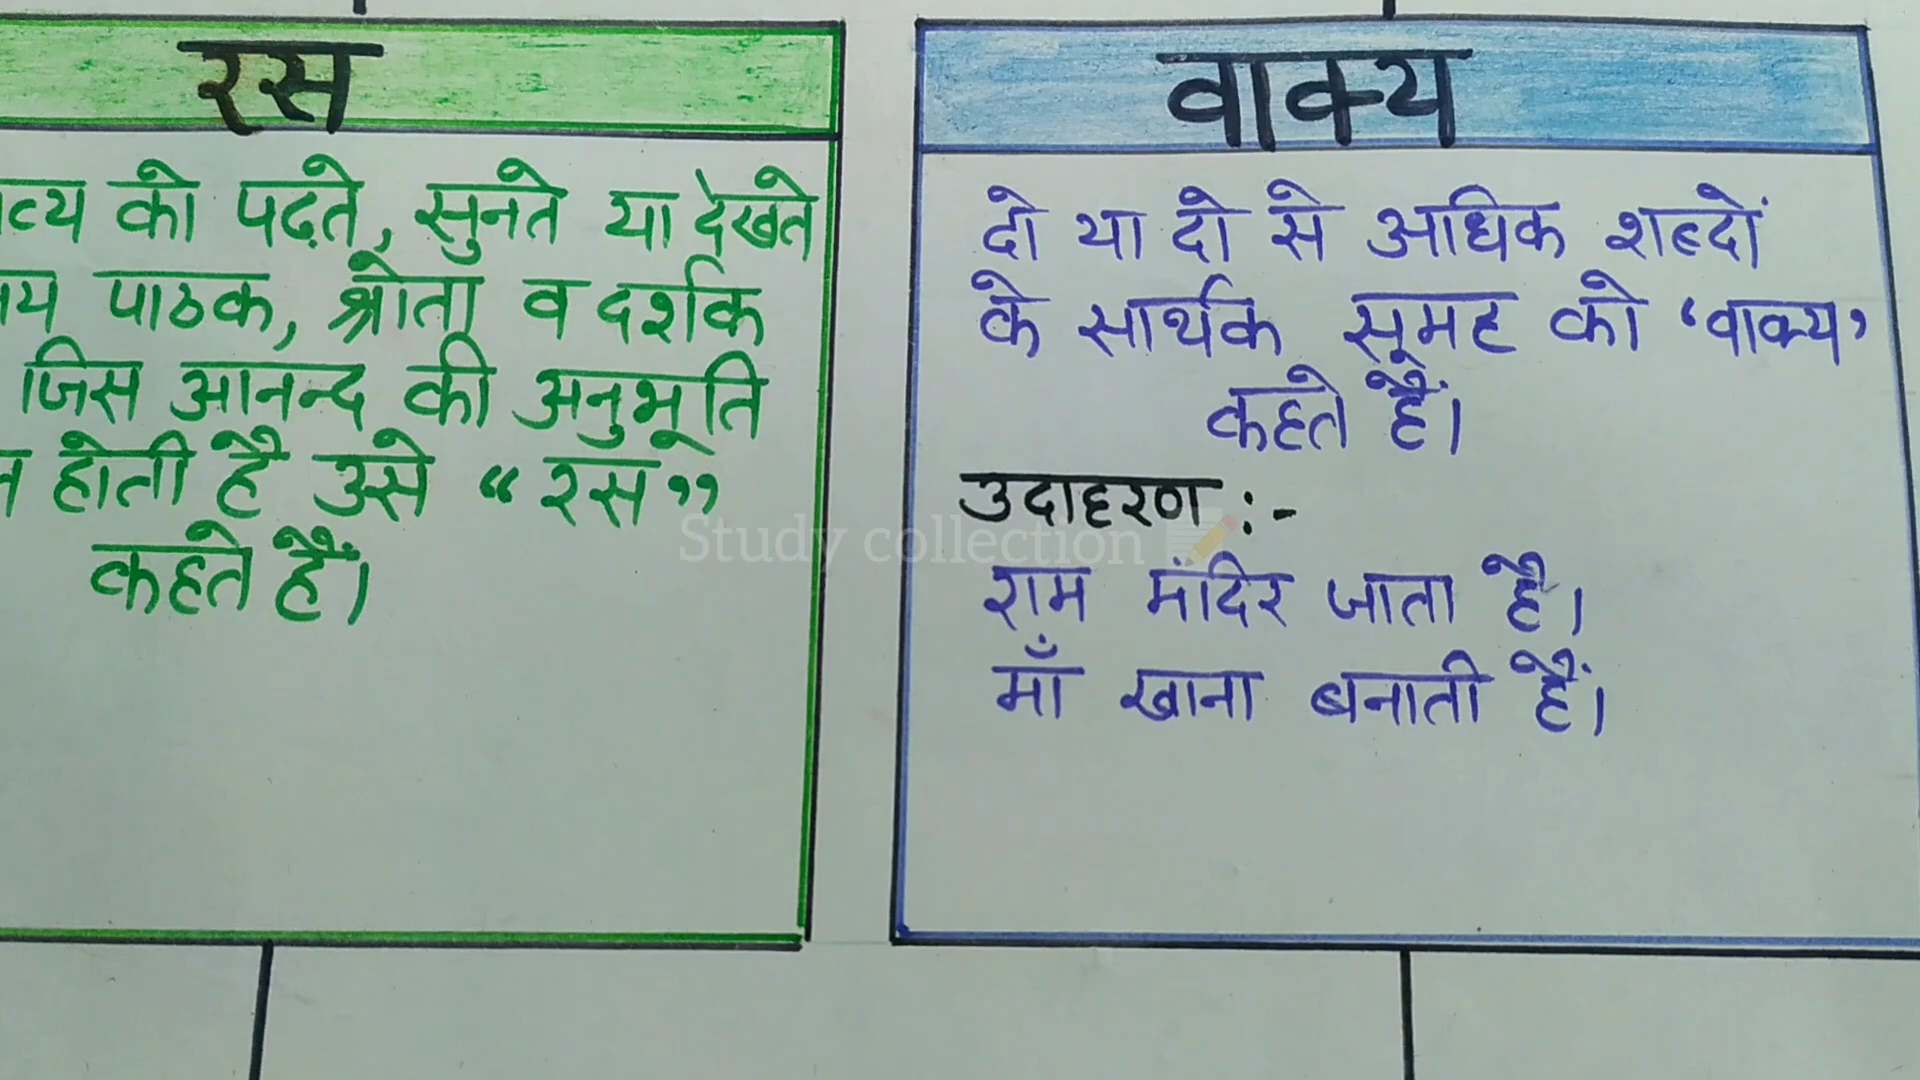 रस
को पढ़ते, सुनते या देखते
पाठक, श्रोता व दर्शक
जिस आनन्द की अनुभूति
होती है उसे “रस”
कहते हैं।
वाक्य
दो या दो से अधिक शब्दों
के सार्थक सूमह को ‘वाक्य’
कहते हैं।
उदाहरण :-
राम मंदिर जाता है।
माँ खाना बनाती हैं।
Study collection